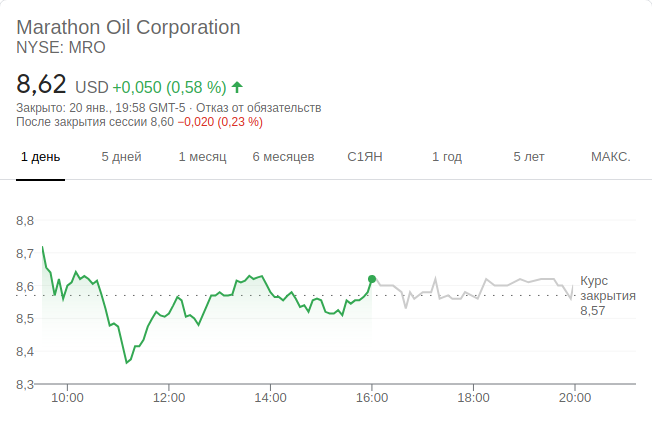 Marathon Oil Corporation
NYSE: MRO
8,62 USD +0,050 (0,58 %)
Закрыто: 20 янв., 19:58 GMT-5 · Отказ от обязательств
После закрытия сессии 8,60 −0,020 (0,23 %)
1 день 5 дней 1 месяц 6 месяцев С1ЯН 1 год 5 лет МАКС.
8,8
8,7
8,6
8,5
8,4
8,3
Курс
закрытия
8,57
10:00 12:00 14:00 16:00 18:00 20:00